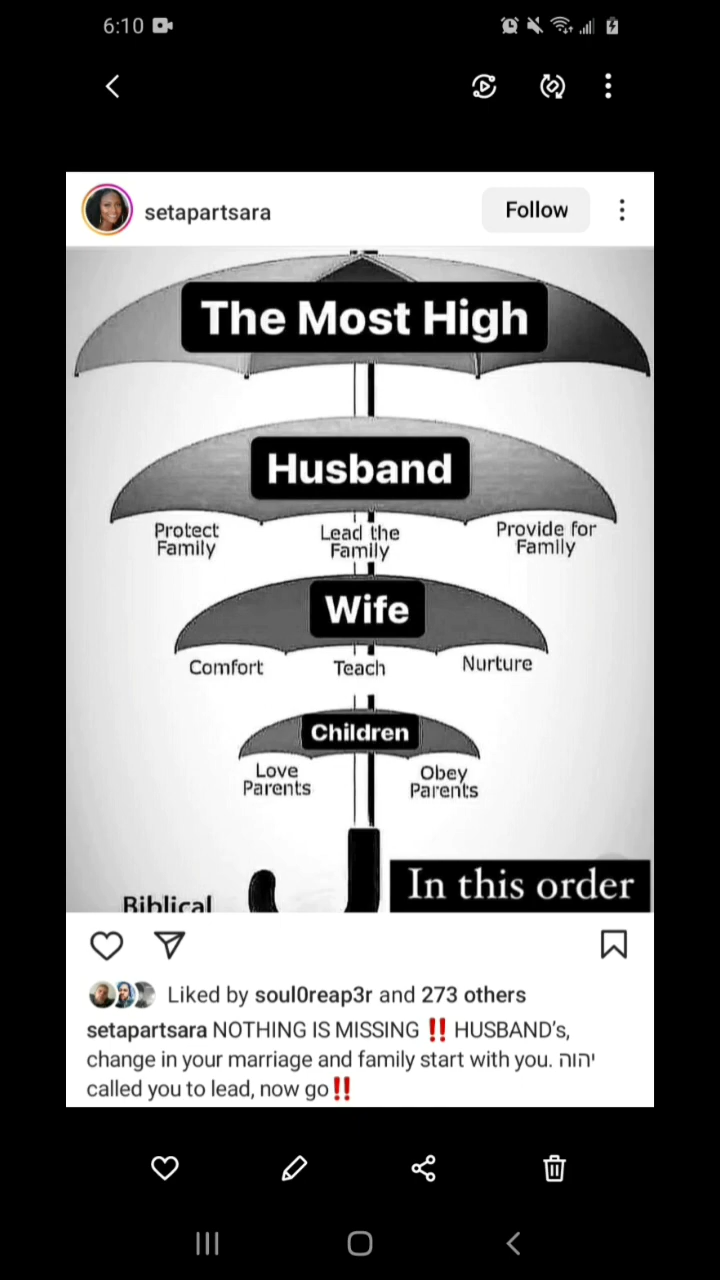 6:10
setapartsara
Follow
The Most High
Husband
Protect
Family
Lead the
Family
Provide for
Family
Wife
Comfort
Teach
Nurture
Children
Love
Parents
Obey
Parents
In this order
Biblical
Liked by soul0reap3r and 273 others
setapartsara NOTHING IS MISSING ‼️ HUSBAND’s,
change in your marriage and family start with you. יהוה
called you to lead, now go‼️